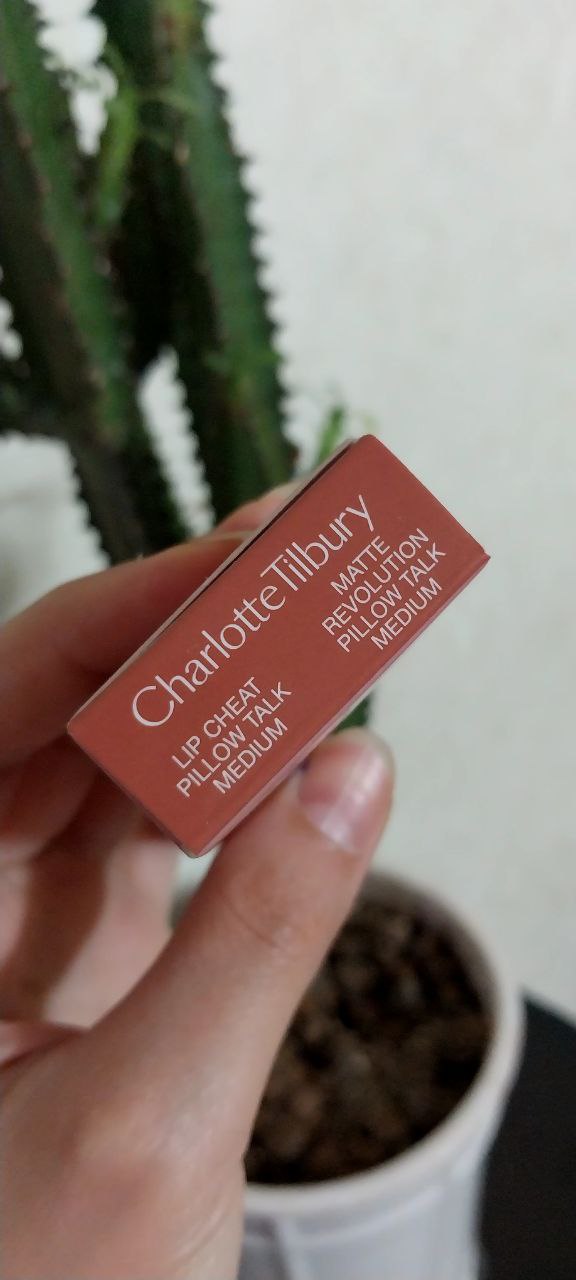 Charlotte Tilbury
LIP CHEAT
PILLOW TALK
MEDIUM
MATTE
REVOLUTION
PILLOW TALK
MEDIUM